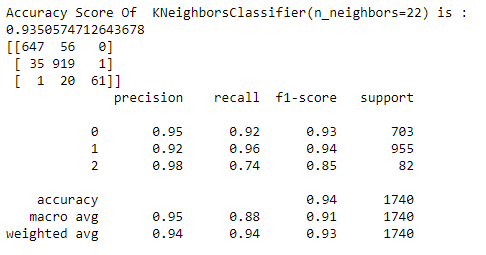 Accuracy Score Of  KNeighborsClassifier(n_neighbors=22) is :
0.9350574712643678
[[647  56   0]
 [ 35 919   1]
 [  1  20  61]]
              precision    recall  f1-score   support

           0       0.95      0.92      0.93       703
           1       0.92      0.96      0.94       955
           2       0.98      0.74      0.85        82

    accuracy                           0.94      1740
   macro avg       0.95      0.88      0.91      1740
weighted avg       0.94      0.94      0.93      1740